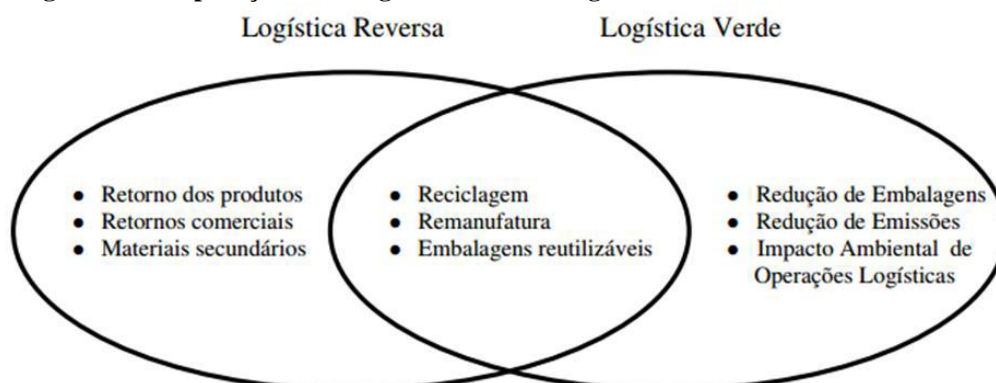 Logística Reversa
Logística Verde
● Retorno dos produtos
● Retornos comerciais
● Materiais secundários
● Reciclagem
● Remanufatura
● Embalagens reutilizáveis
● Redução de Embalagens
● Redução de Emissões
● Impacto Ambiental de
Operações Logísticas